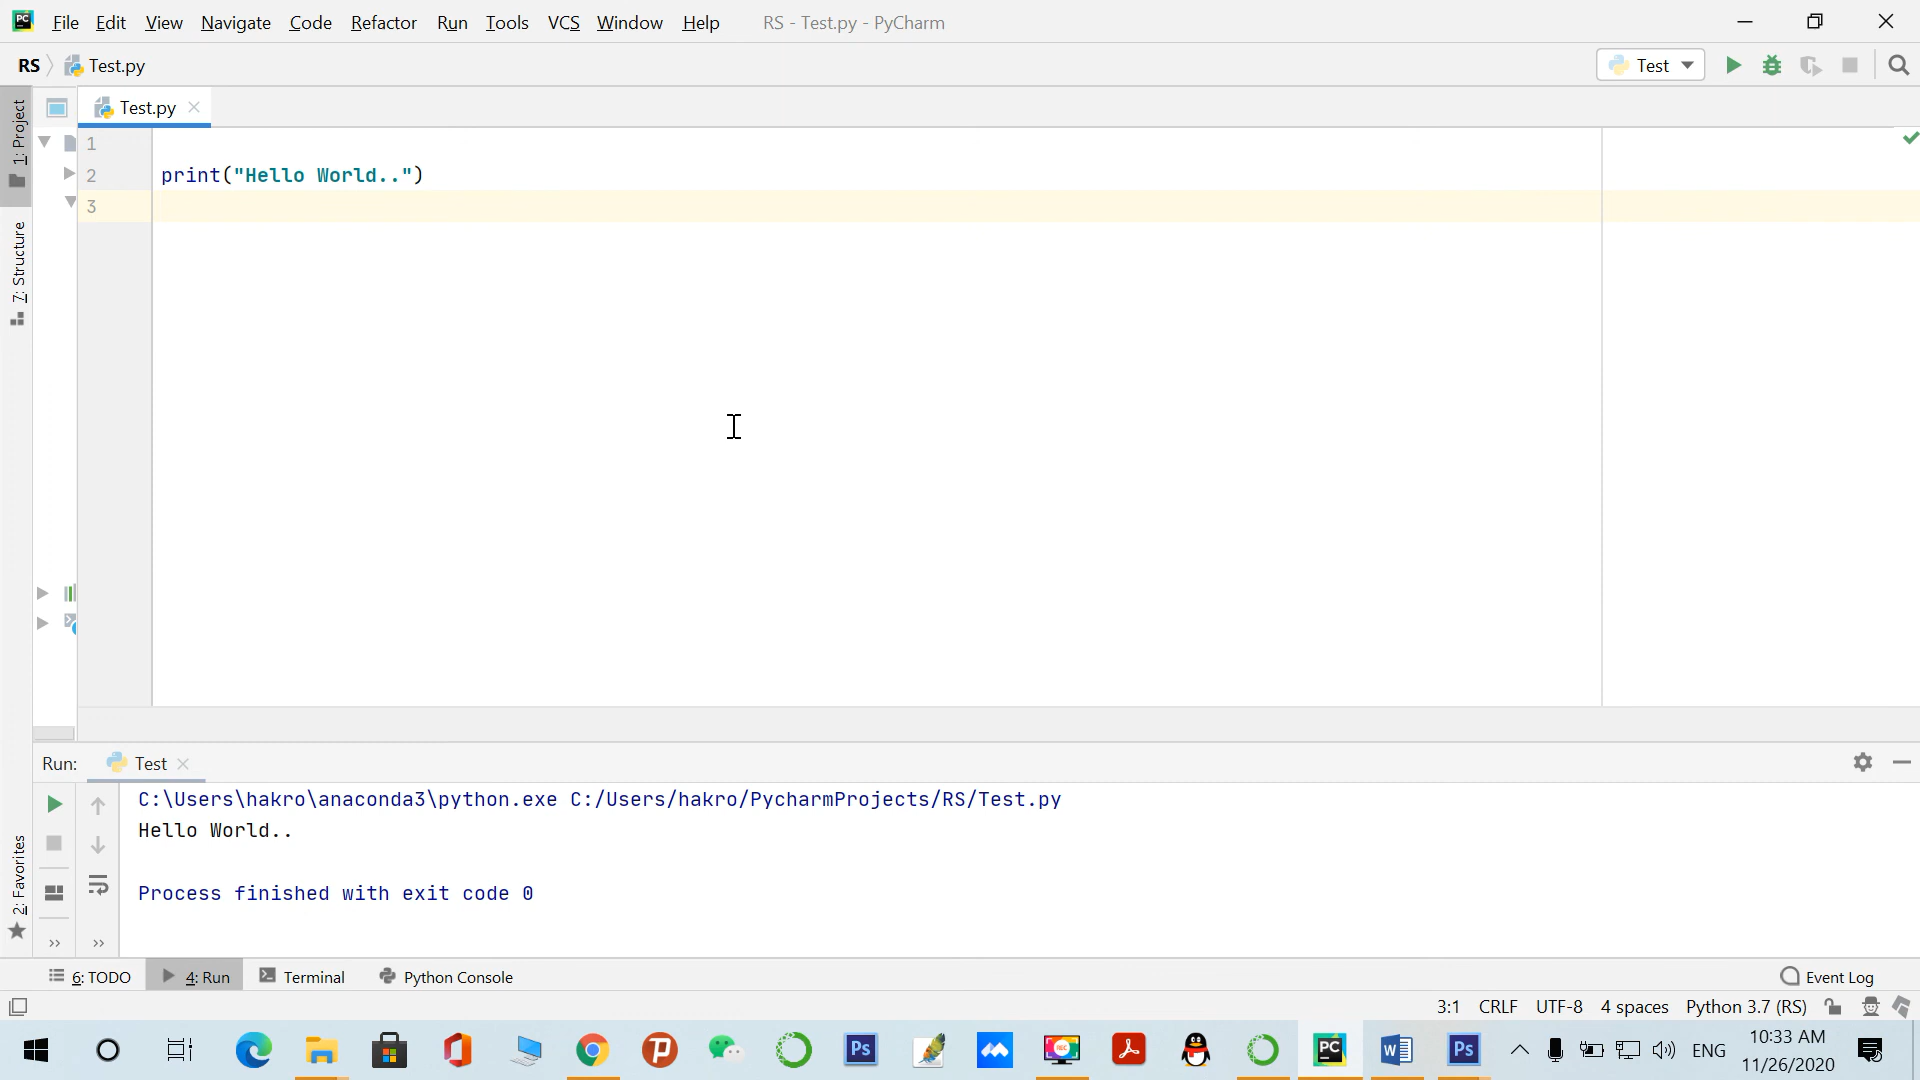 File Edit View Navigate Code Refactor Run Tools VCS Window Help RS - Test.py - PyCharm
RS Test.py Test
Test.py
1: Project
7: Structure
2: Favorites
1
2 print("Hello World..")
3
Run: Test
C:\Users\hakro\anaconda3\python.exe C:/Users/hakro/PycharmProjects/RS/Test.py
Hello World..
Process finished with exit code 0
6: TODO 4: Run Terminal Python Console Event Log
3:1 CRLF UTF-8 4 spaces Python 3.7 (RS)
ENG 10:33 AM
11/26/2020